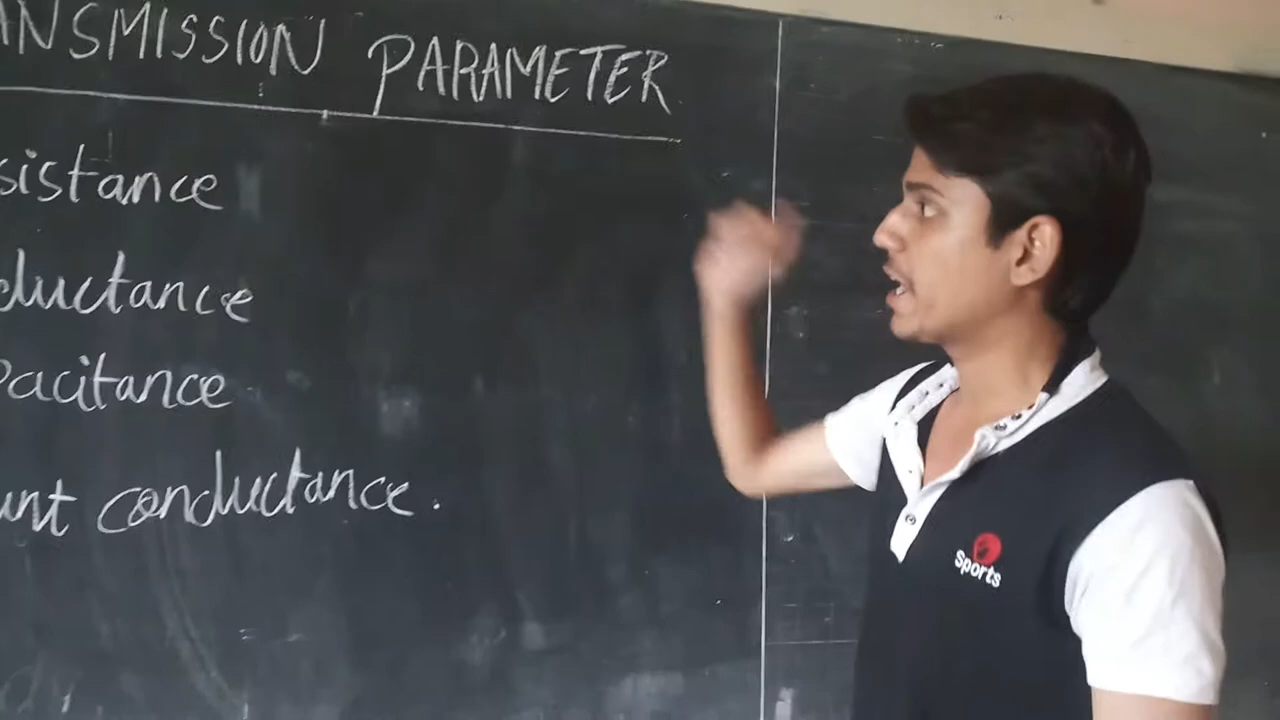 ANSMISSION PARAMETER
sistance
ductance
pacitance
unt conductance.
sports